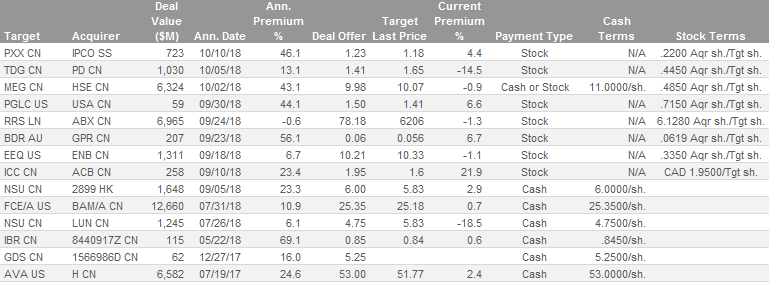 Deal Ann. Target Current
Value Premium Target Premium Cash
Target Acquirer ($M) Ann. Date % Deal Offer Last Price % Payment Type Terms Stock Terms
PXX CN IPCO SS 723 10/10/18 46.1 1.23 1.18 4.4 Stock N/A .2200 Aqr sh./Tgt sh.
TDG CN PD CN 1,030 10/05/18 13.1 1.41 1.65 -14.5 Stock N/A .4450 Aqr sh./Tgt sh.
MEG CN HSE CN 6,324 10/02/18 43.1 9.98 10.07 -0.9 Cash or Stock 11.0000/sh. .4850 Aqr sh./Tgt sh.
PGLC US USA CN 59 09/30/18 44.1 1.50 1.41 6.6 Stock N/A .7150 Aqr sh./Tgt sh.
RRS LN ABX CN 6,965 09/24/18 -0.6 78.18 6206 -1.3 Stock N/A 6.1280 Aqr sh./Tgt sh.
BDR AU GPR CN 207 09/23/18 56.1 0.06 0.056 6.7 Stock N/A .0619 Aqr sh./Tgt sh.
EEQ US ENB CN 1,311 09/18/18 6.7 10.21 10.33 -1.1 Stock N/A .3350 Aqr sh./Tgt sh.
ICC CN ACB CN 258 09/10/18 23.4 1.95 1.6 21.9 Stock N/A CAD 1.9500/Tgt sh.
NSU CN 2899 HK 1,648 09/05/18 23.3 6.00 5.83 2.9 Cash 6.0000/sh.
FCE/A US BAM/A CN 12,660 07/31/18 10.9 25.35 25.18 0.7 Cash 25.3500/sh.
NSU CN LUN CN 1,245 07/26/18 6.1 4.75 5.83 -18.5 Cash 4.7500/sh.
IBR CN 8440917Z CN 115 05/22/18 69.1 0.85 0.84 0.6 Cash .8450/sh.
GDS CN 1566986D CN 62 12/27/17 16.0 5.25 Cash 5.2500/sh.
AVA US H CN 6,582 07/19/17 24.6 53.00 51.77 2.4 Cash 53.0000/sh.